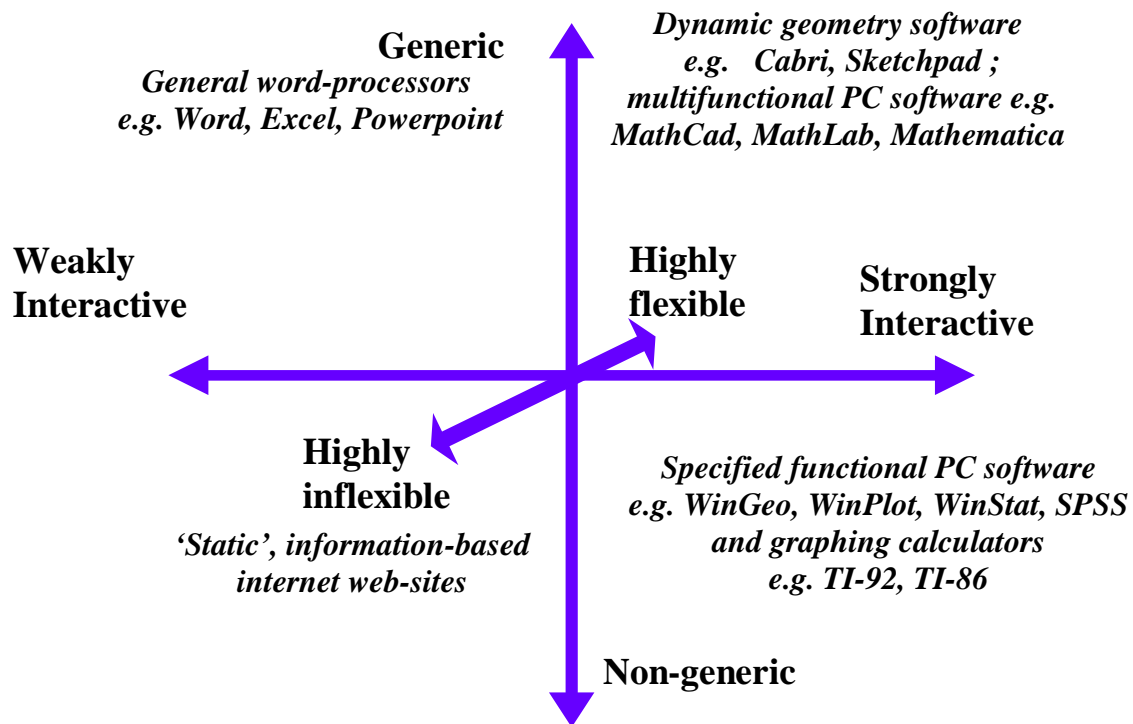 Generic
General word-processors
e.g. Word, Excel, Powerpoint
Dynamic geometry software
e.g. Cabri, Sketchpad ;
multifunctional PC software e.g.
MathCad, MathLab, Mathematica
Weakly
Interactive
Highly
flexible
Strongly
Interactive
Highly
inflexible
‘Static’, information-based
internet web-sites
Specified functional PC software
e.g. WinGeo, WinPlot, WinStat, SPSS
and graphing calculators
e.g. TI-92, TI-86
Non-generic